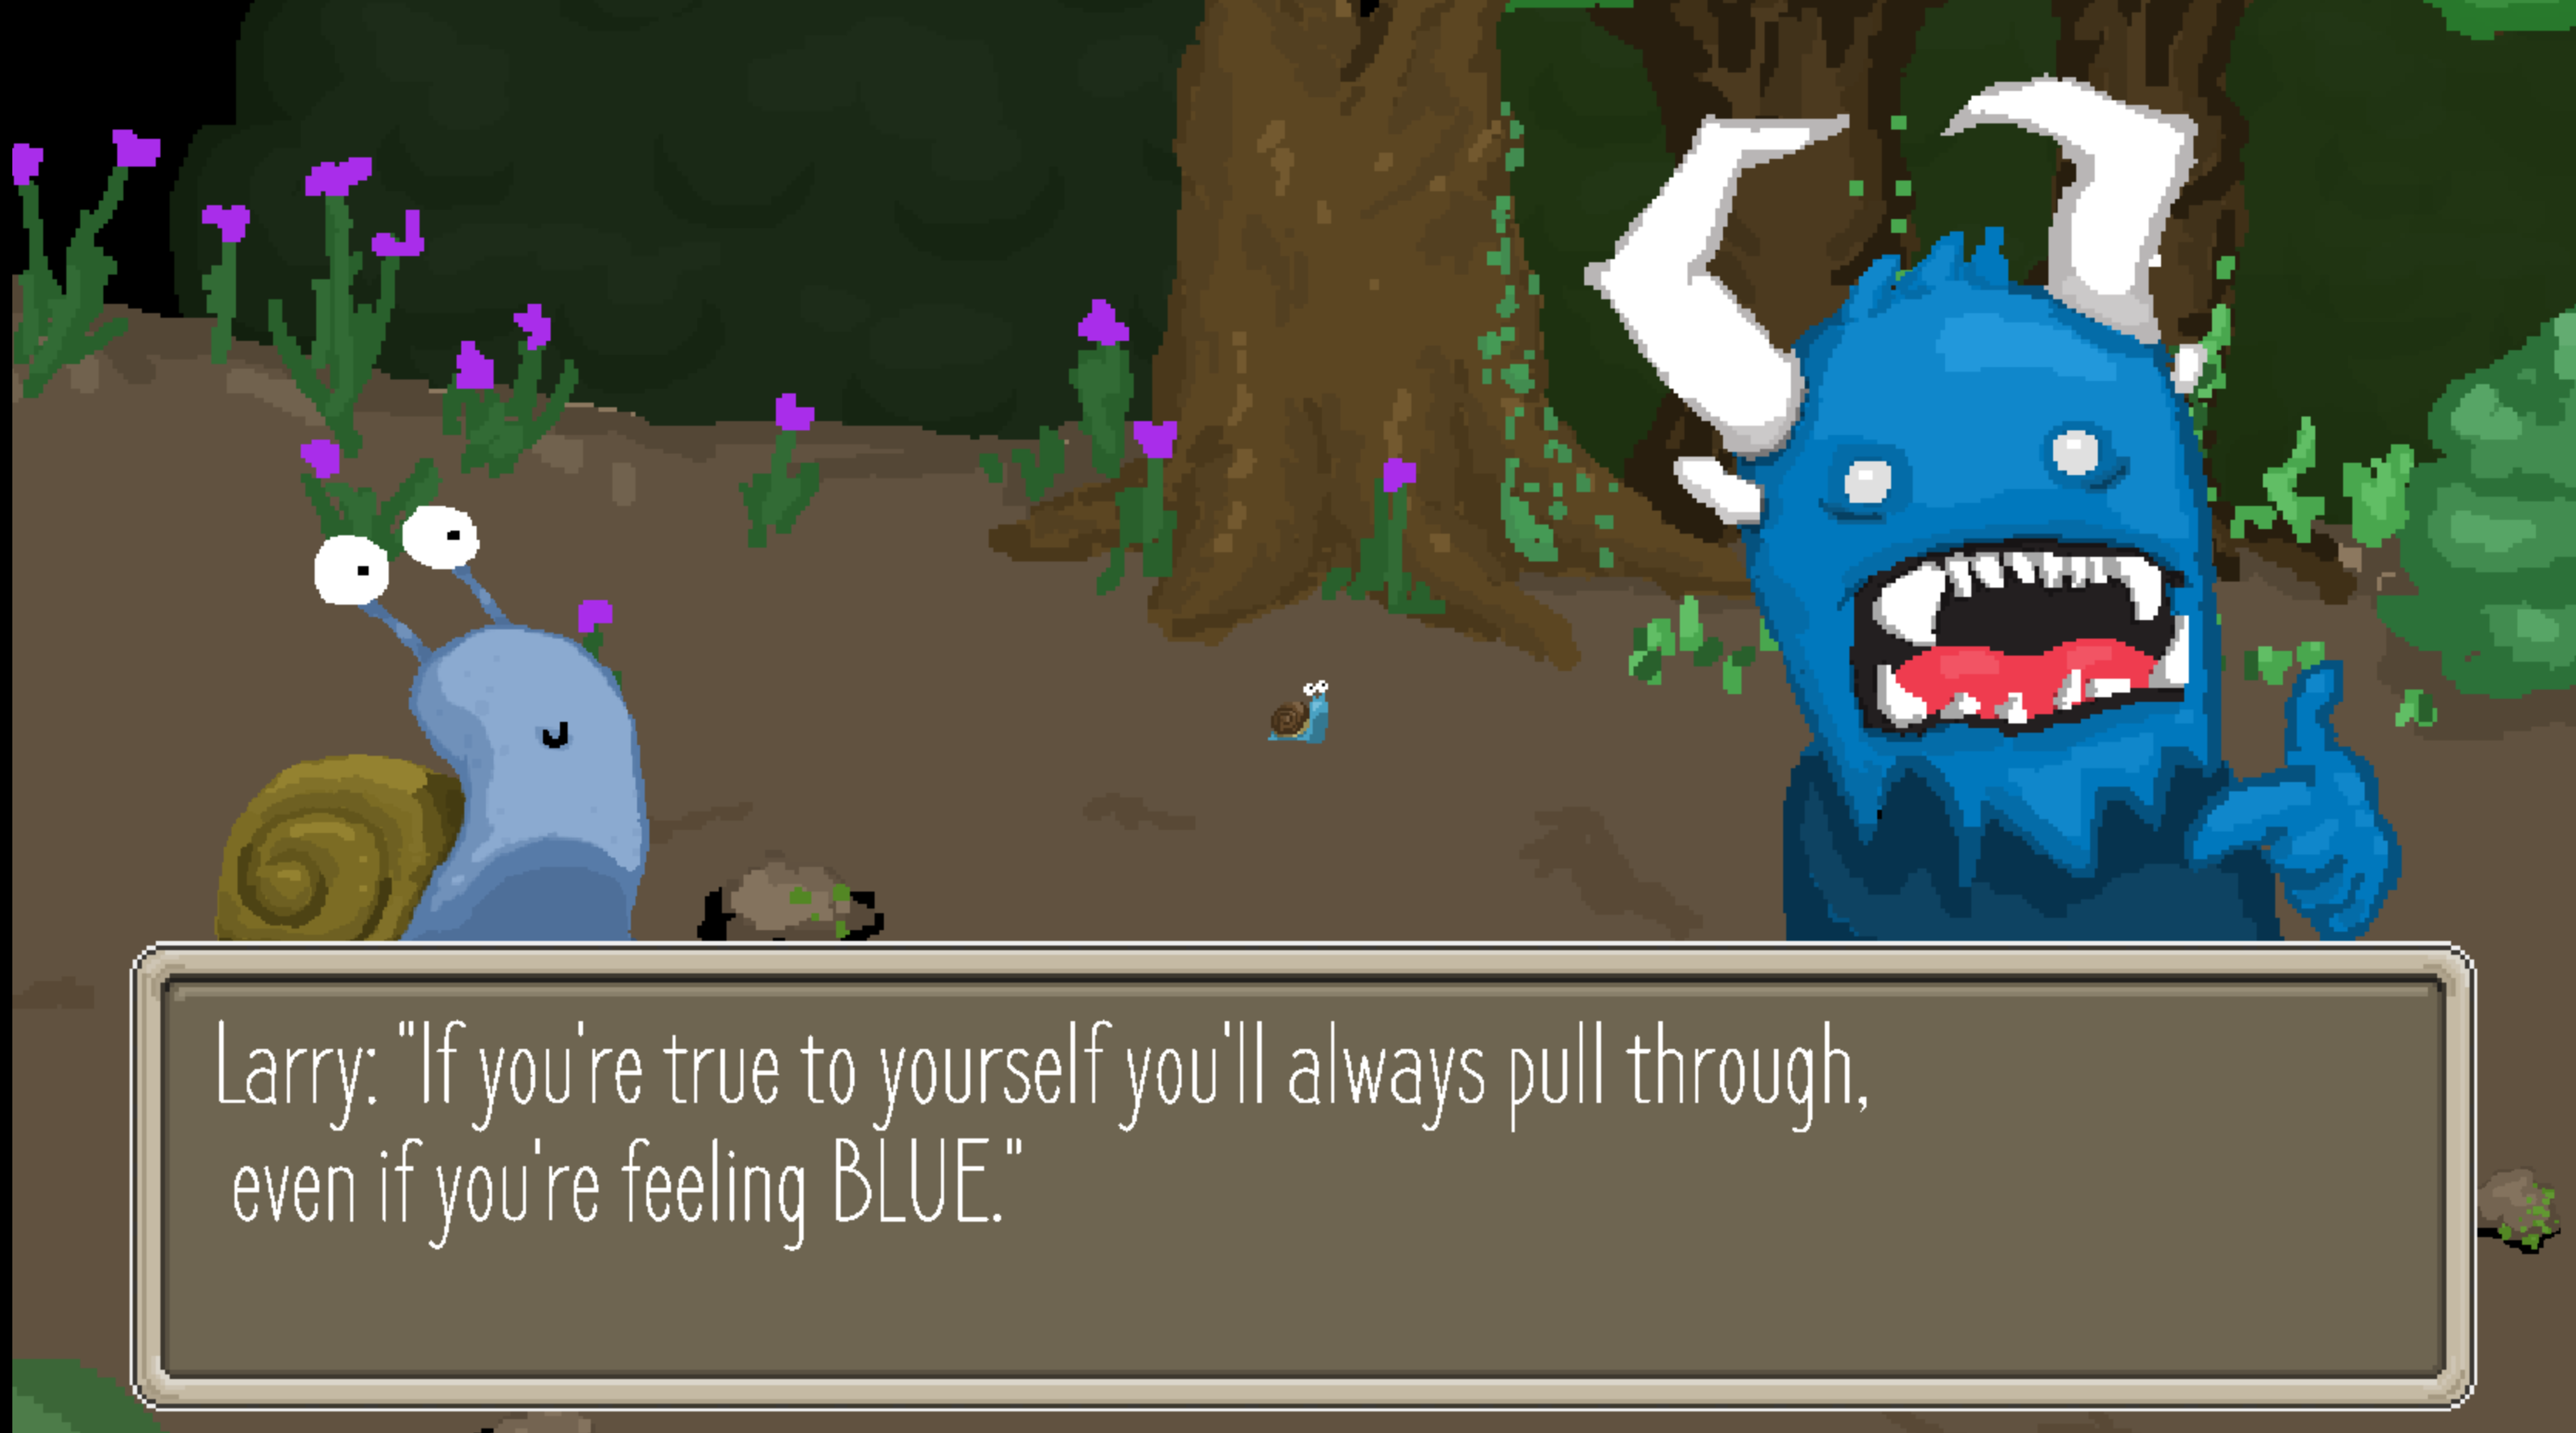 Larry: "If you're true to yourself you'll always pull through,
even if you're feeling BLUE."